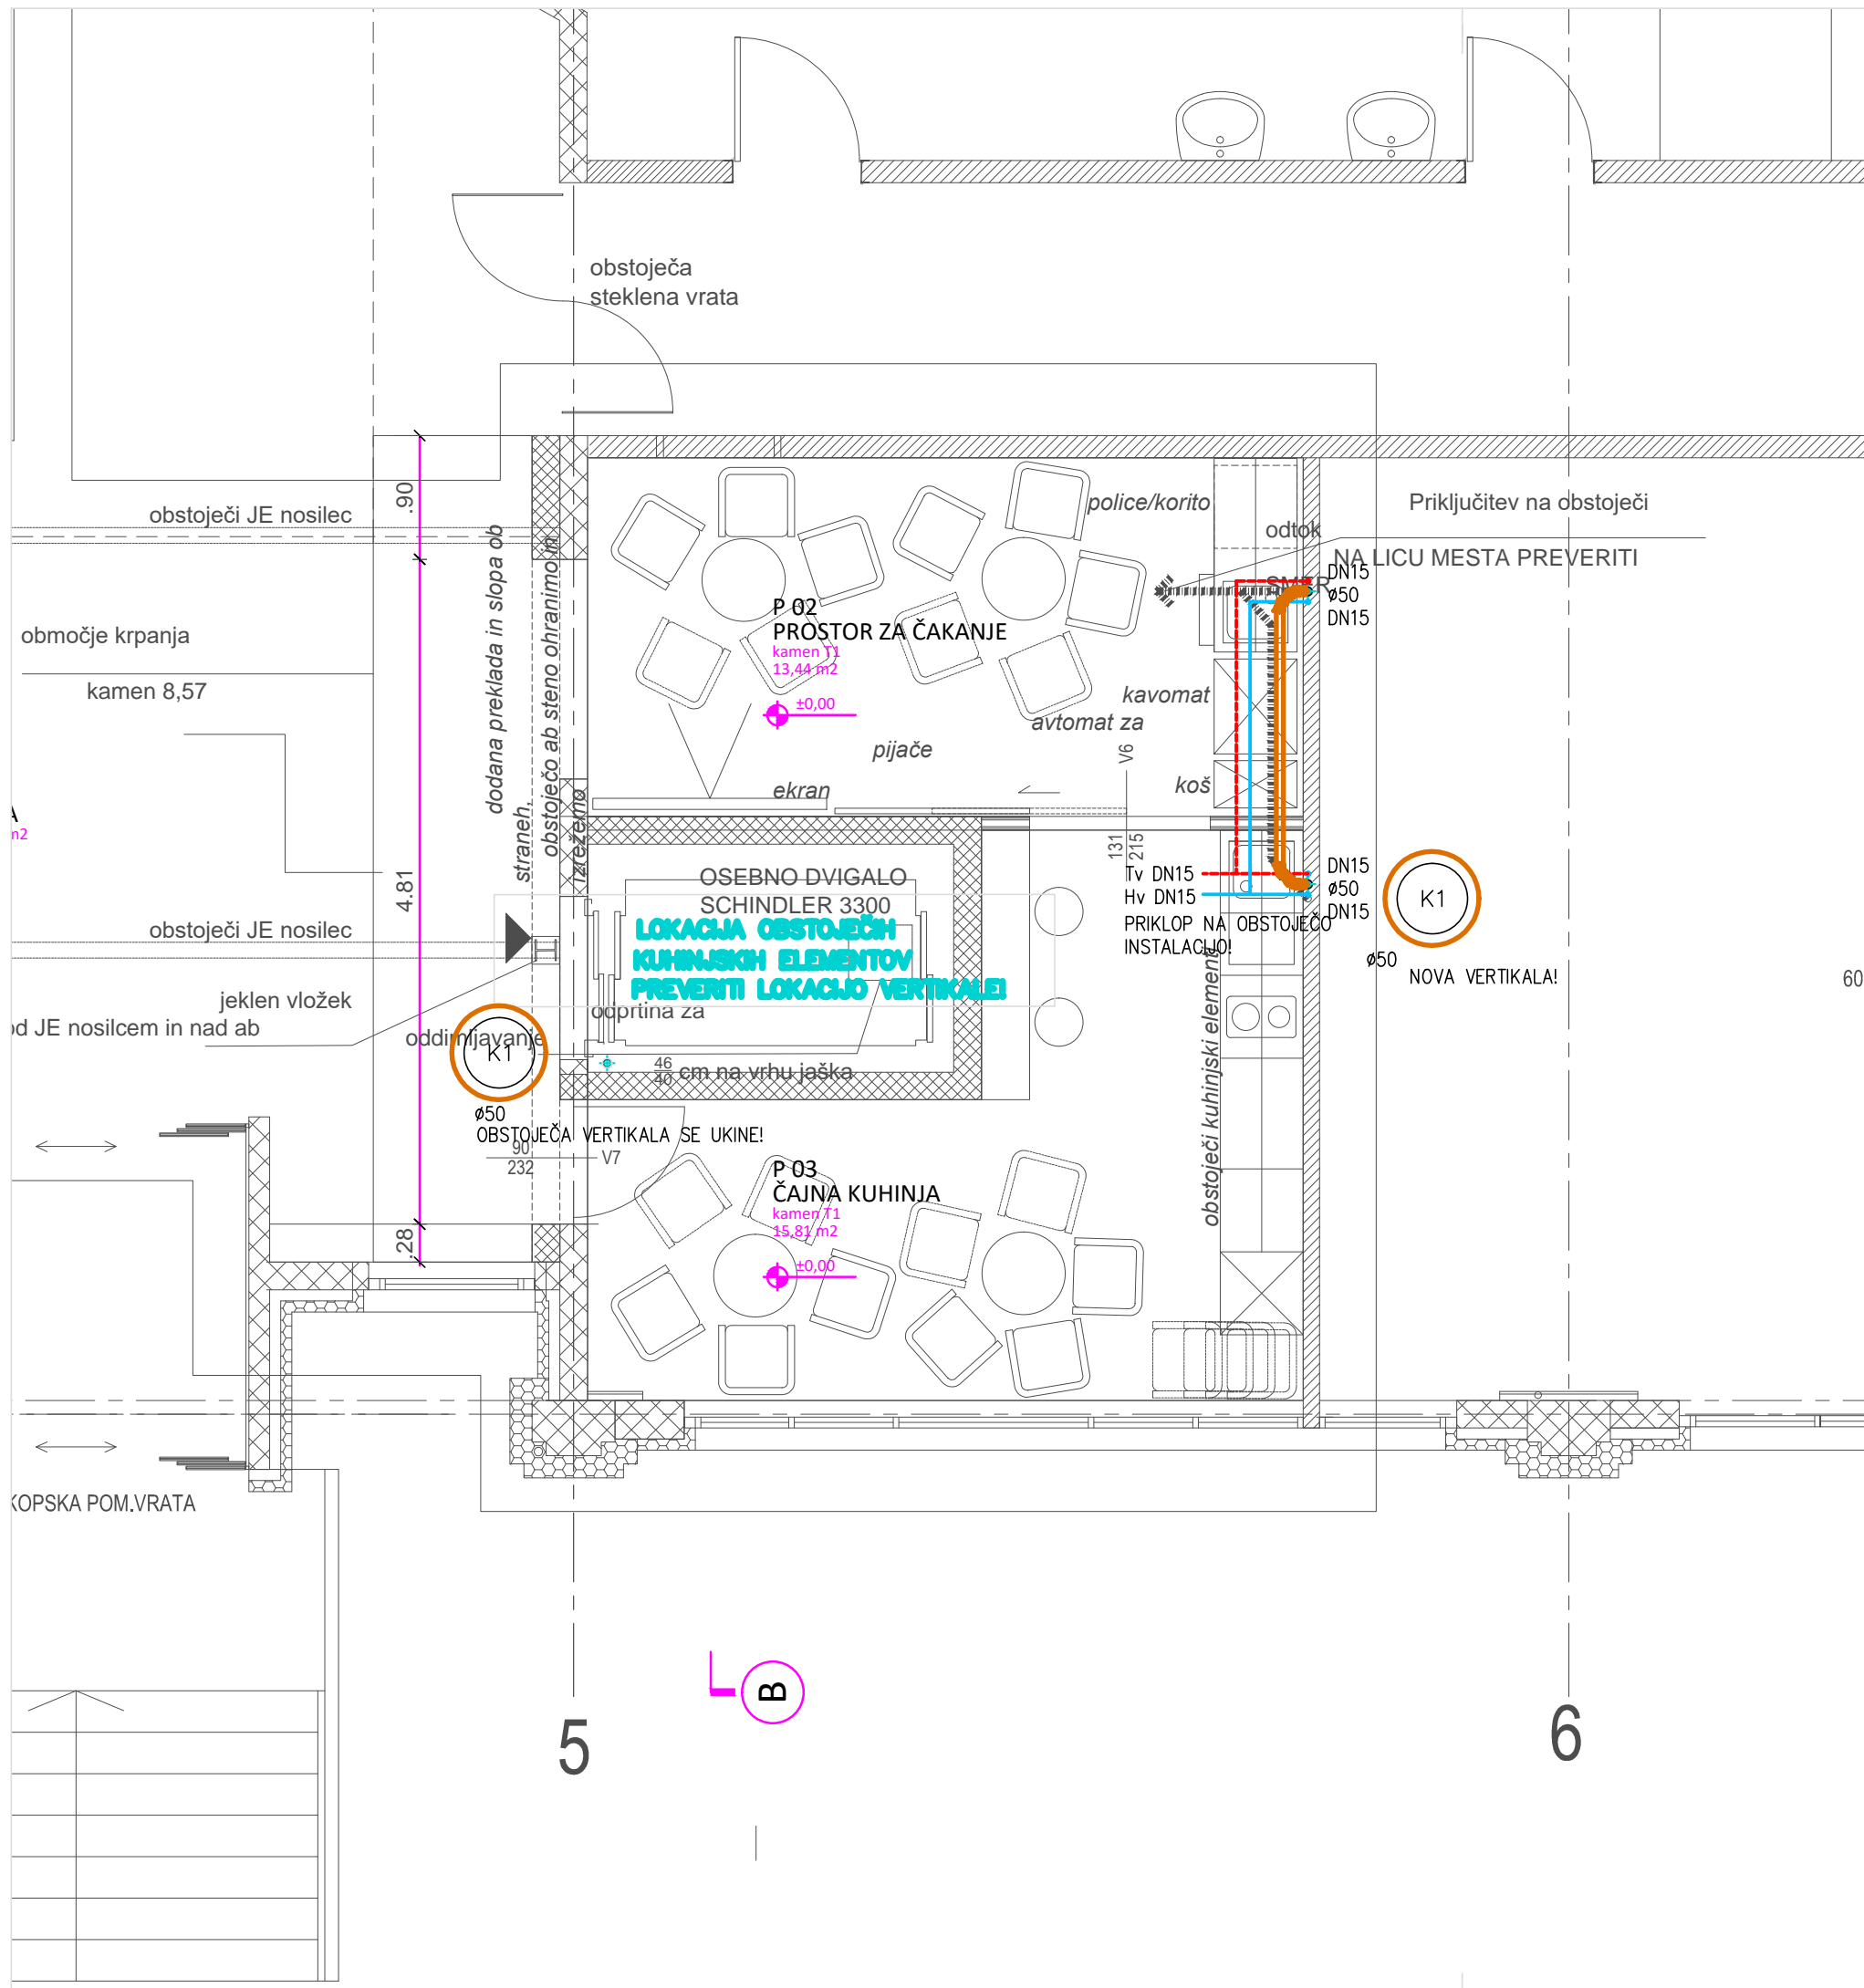 obstoječa
steklena vrata
.90
obstoječi JE nosilec
dodana preklada in slopa ob
straneh,
obstoječo ab steno ohranimo in
izrežemo
police/korito
odtok
Priključitev na obstoječi
NA LICU MESTA PREVERITI
SMER
DN15
ø50
DN15
P 02
PROSTOR ZA ČAKANJE
kamen T1
13,44 m2
±0,00
območje krpanja
kamen 8,57
kavomat
avtomat za
pijače
koš
ekran
V6
131
215
A
m2
4.81
OSEBNO DVIGALO
SCHINDLER 3300
LOKACIJA OBSTOJEČIH
KUHINJSKIH ELEMENTOV
PREVERITI LOKACIJO VERTIKALE!
Tv DN15
Hv DN15
PRIKLOP NA OBSTOJEČO
INSTALACIJO!
DN15
ø50
DN15
K1
ø50
NOVA VERTIKALA!
60
obstoječi JE nosilec
jeklen vložek
od JE nosilcem in nad ab
odprtina za
oddimljavanje
46
40
cm na vrhu jaška
K1
ø50
OBSTOJEČA VERTIKALA SE UKINE!
90
232
V7
obstoječi kuhinjski elementi
P 03
ČAJNA KUHINJA
kamen T1
15,81 m2
±0,00
.28
KOPSKA POM.VRATA
B
5
6